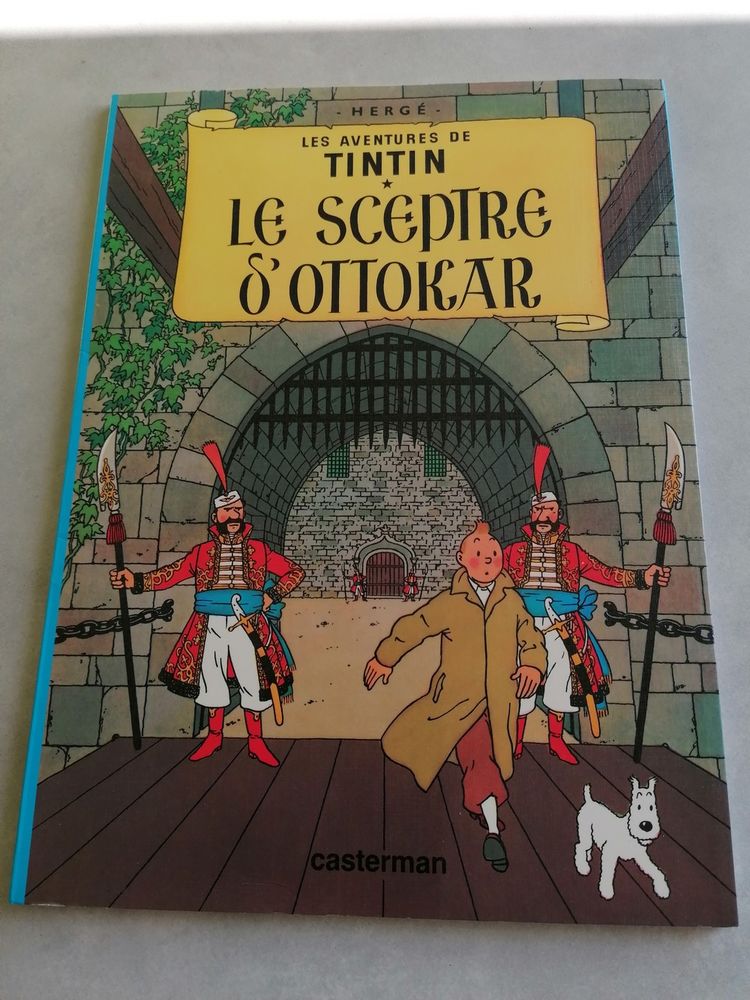 - HERGÉ -
LES AVENTURES DE
TINTIN
LE SCEPTRE
D'OTTOKAR
casterman